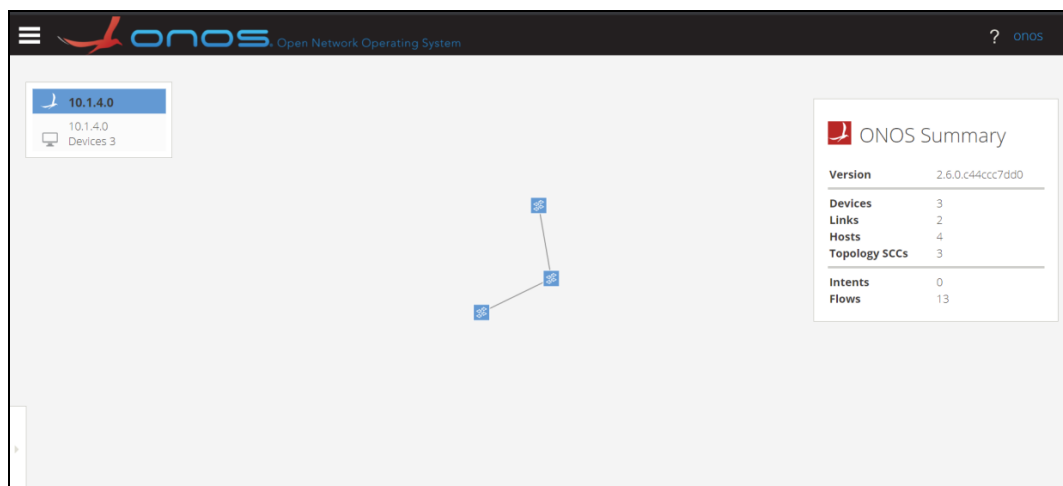 onos. Open Network Operating System
? onos
10.1.4.0
10.1.4.0
Devices 3
ONOS Summary
Version 2.6.0.c44ccc7dd0
Devices 3
Links 2
Hosts 4
Topology SCCs 3
Intents 0
Flows 13